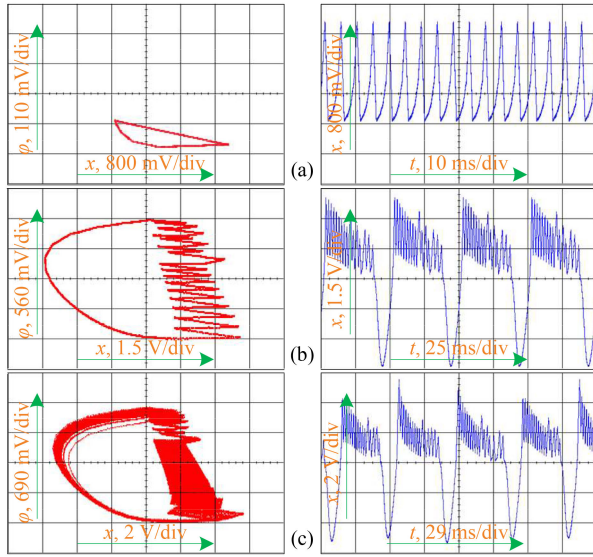 φ, 110 mV/div
x, 800 mV/div
(a)
x, 800 mV/div
t, 10 ms/div
φ, 560 mV/div
x, 1.5 V/div
(b)
x, 1.5 V/div
t, 25 ms/div
φ, 690 mV/div
x, 2 V/div
(c)
x, 2 V/div
t, 29 ms/div